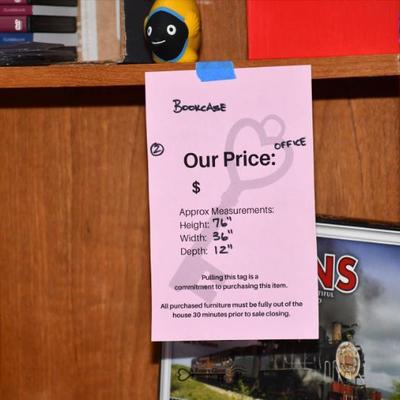 Guidebook
BOOKCASE
2
OFFICE
Our Price:
$
Approx Measurements:
Height: 76"
Width: 36"
Depth: 12"
Pulling this tag is a
commitment to purchasing this item.
All purchased furniture must be fully out of the
house 30 minutes prior to sale closing.